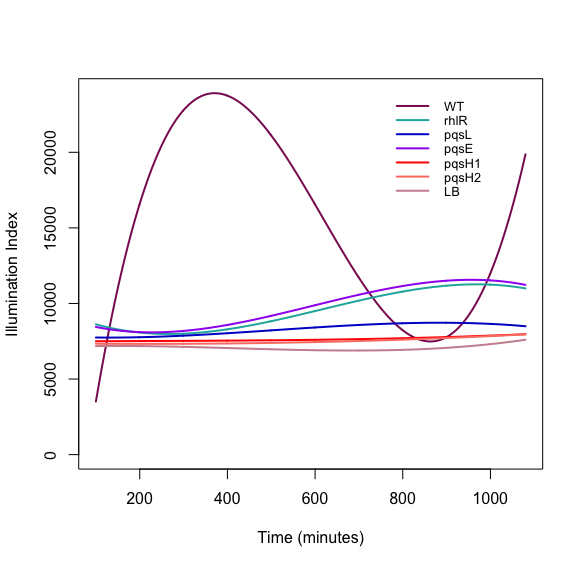 WT
rhlR
pqsL
pqsE
pqsH1
pqsH2
LB
Illumination Index
0
5000
10000
15000
20000
200
400
600
800
1000
Time (minutes)